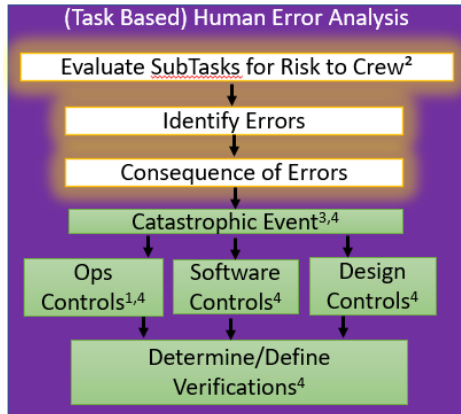 (Task Based) Human Error Analysis
Evaluate SubTasks for Risk to Crew²
Identify Errors
Consequence of Errors
Catastrophic Event³,⁴
Ops
Controls¹,⁴
Software
Controls⁴
Design
Controls⁴
Determine/Define
Verifications⁴